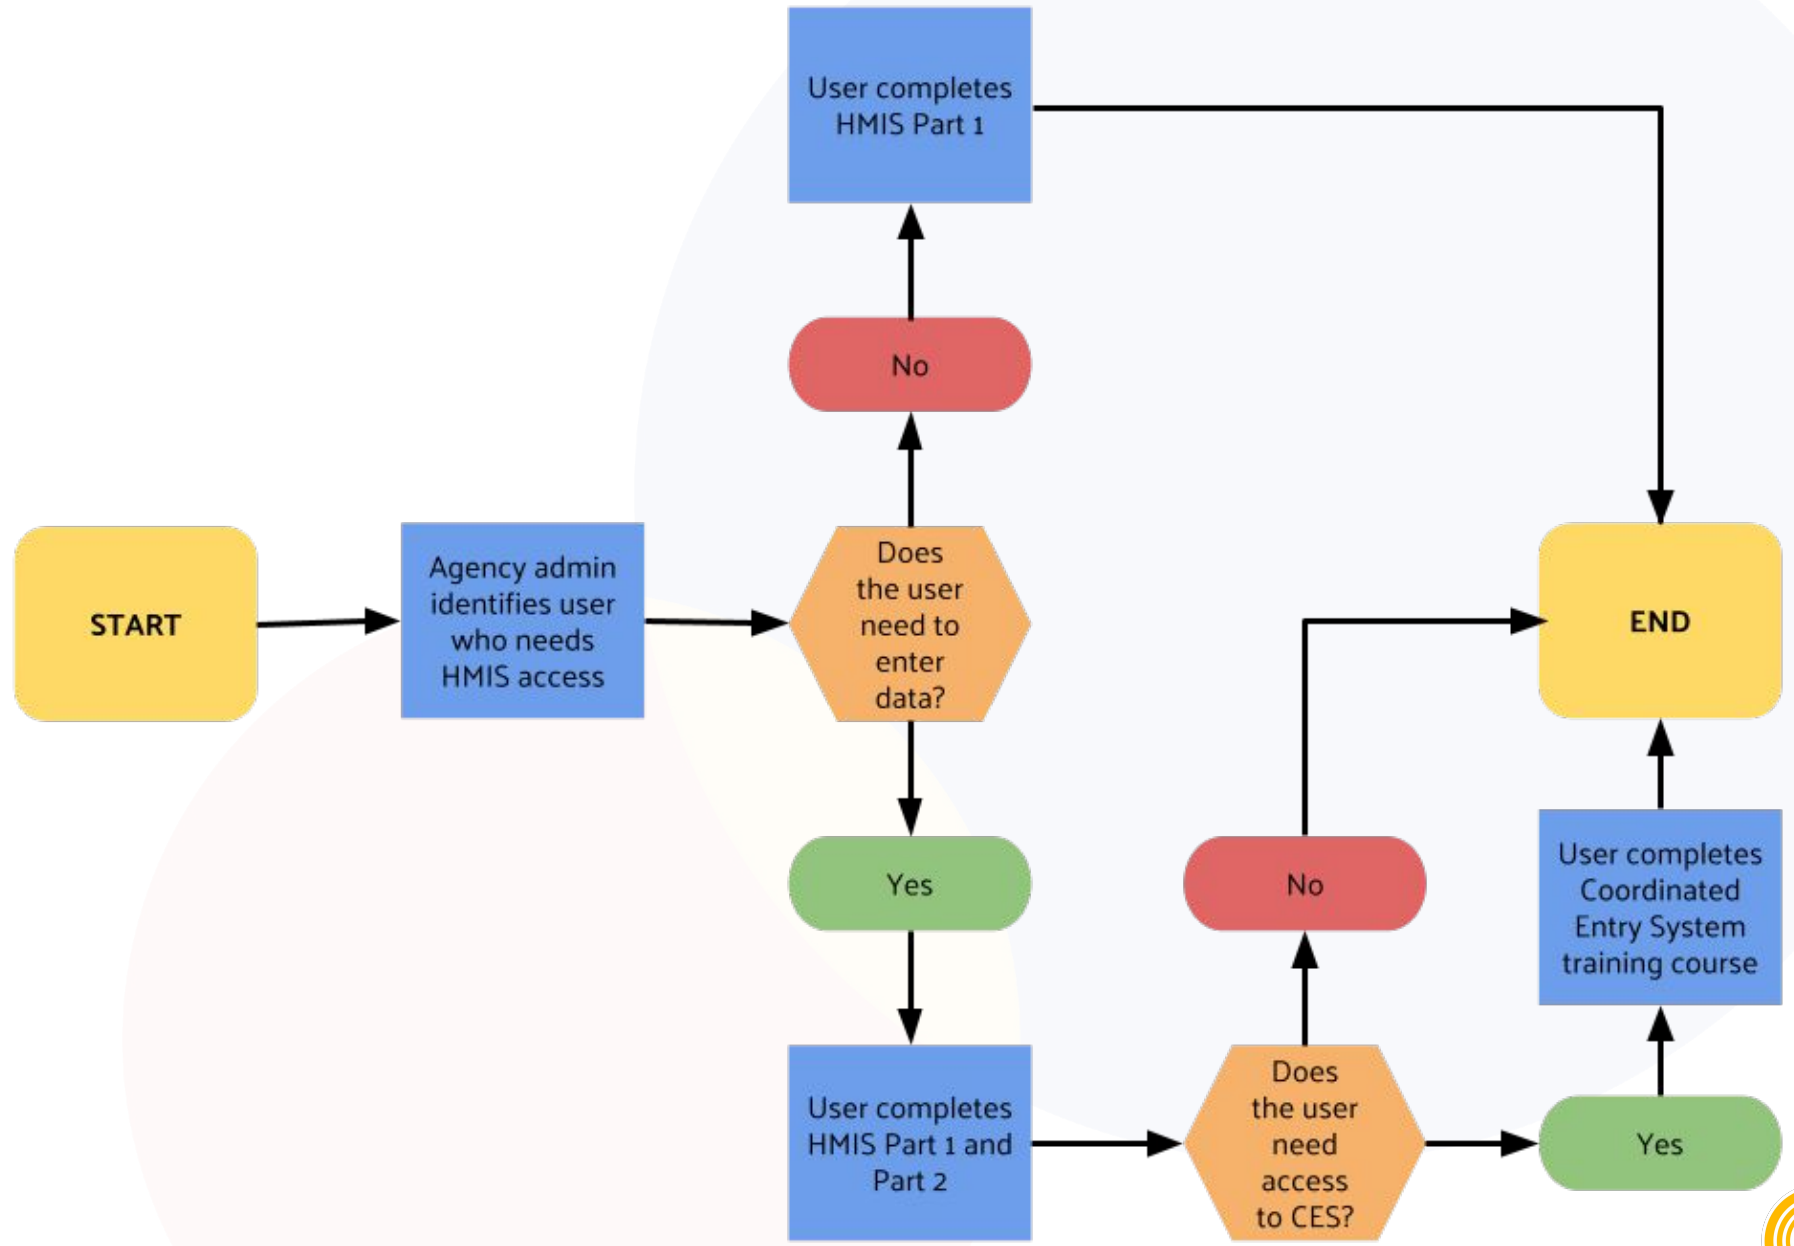 User completes
HMIS Part 1
No
START
Agency admin
identifies user
who needs
HMIS access
Does
the user
need to
enter
data?
END
Yes
No
User completes
Coordinated
Entry System
training course
User completes
HMIS Part 1 and
Part 2
Does
the user
need
access
to CES?
Yes